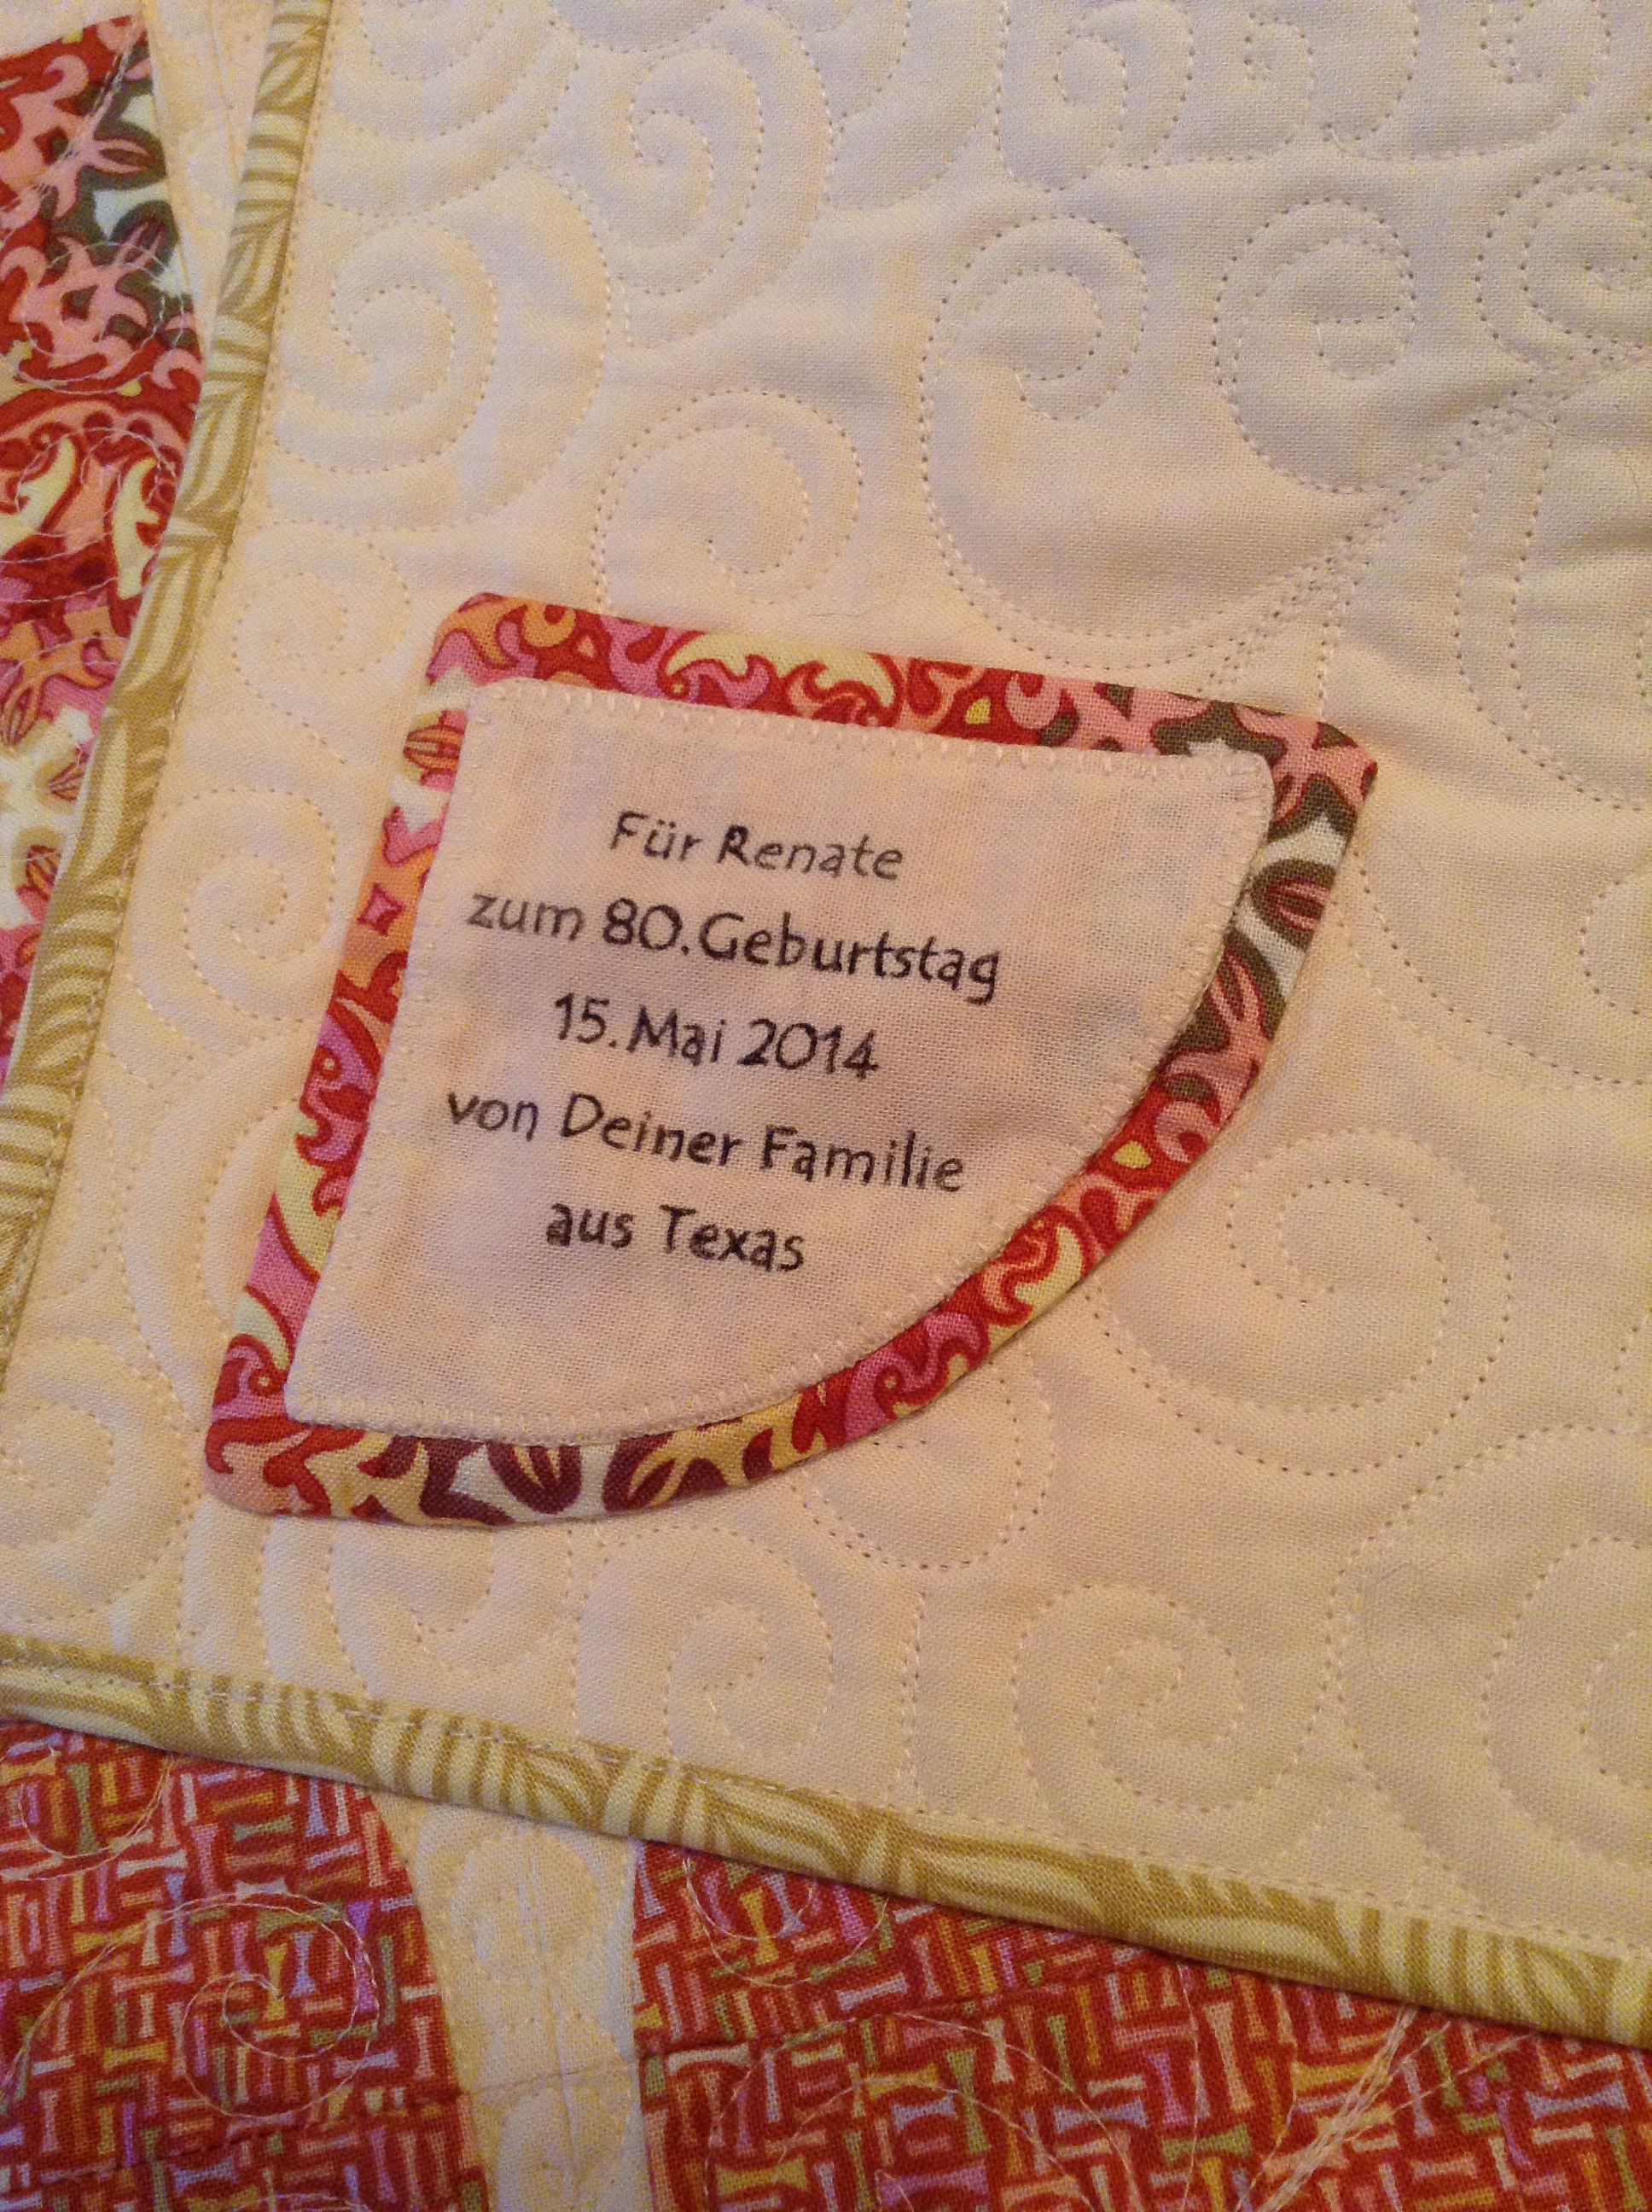 Für Renate
zum 80. Geburtstag
15. Mai 2014
von Deiner Familie
aus Texas